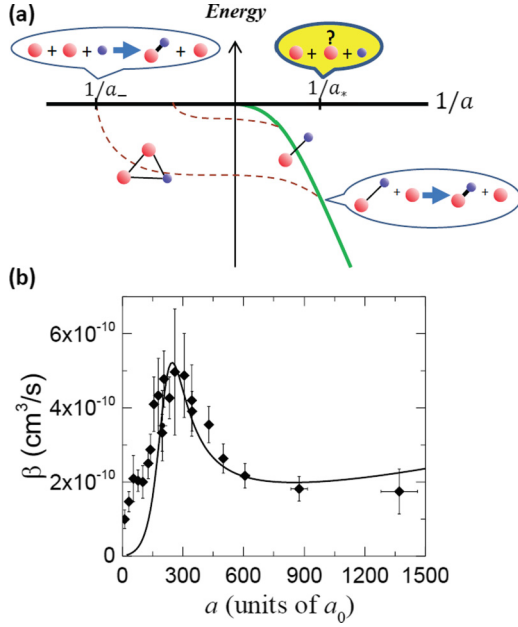 (a)
Energy
?
+ + + +
+ +
1/a₋
1/a*
1/a
+ +
(b)
6x10⁻¹⁰
4x10⁻¹⁰
2x10⁻¹⁰
0
β (cm³/s)
0 300 600 900 1200 1500
a (units of a₀)